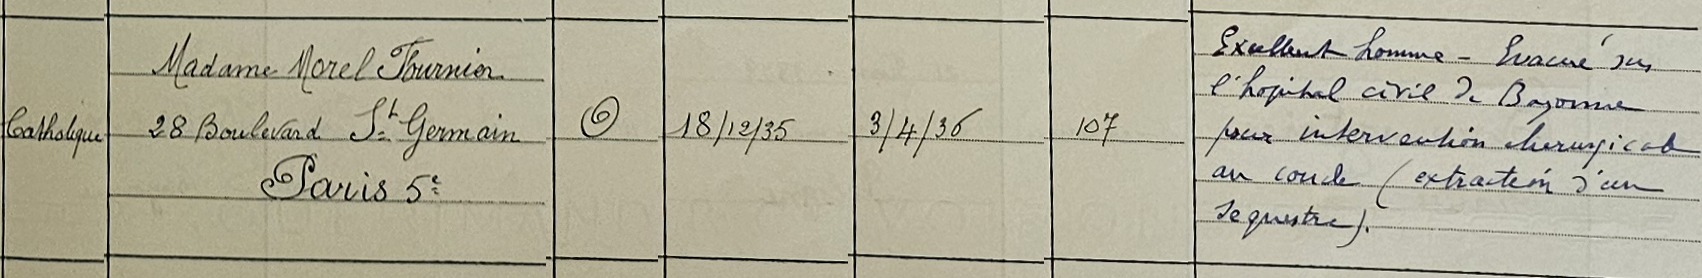 Catholique
Madame Morel Fournier
28 Boulevard St Germain
Paris 5e
18/12/35
3/4/36
107
Excellent homme - Evacué sur
l'hopital civil de Bayonne
pour intervention chirurgicale
au coude (extraction d'un
sequestre).